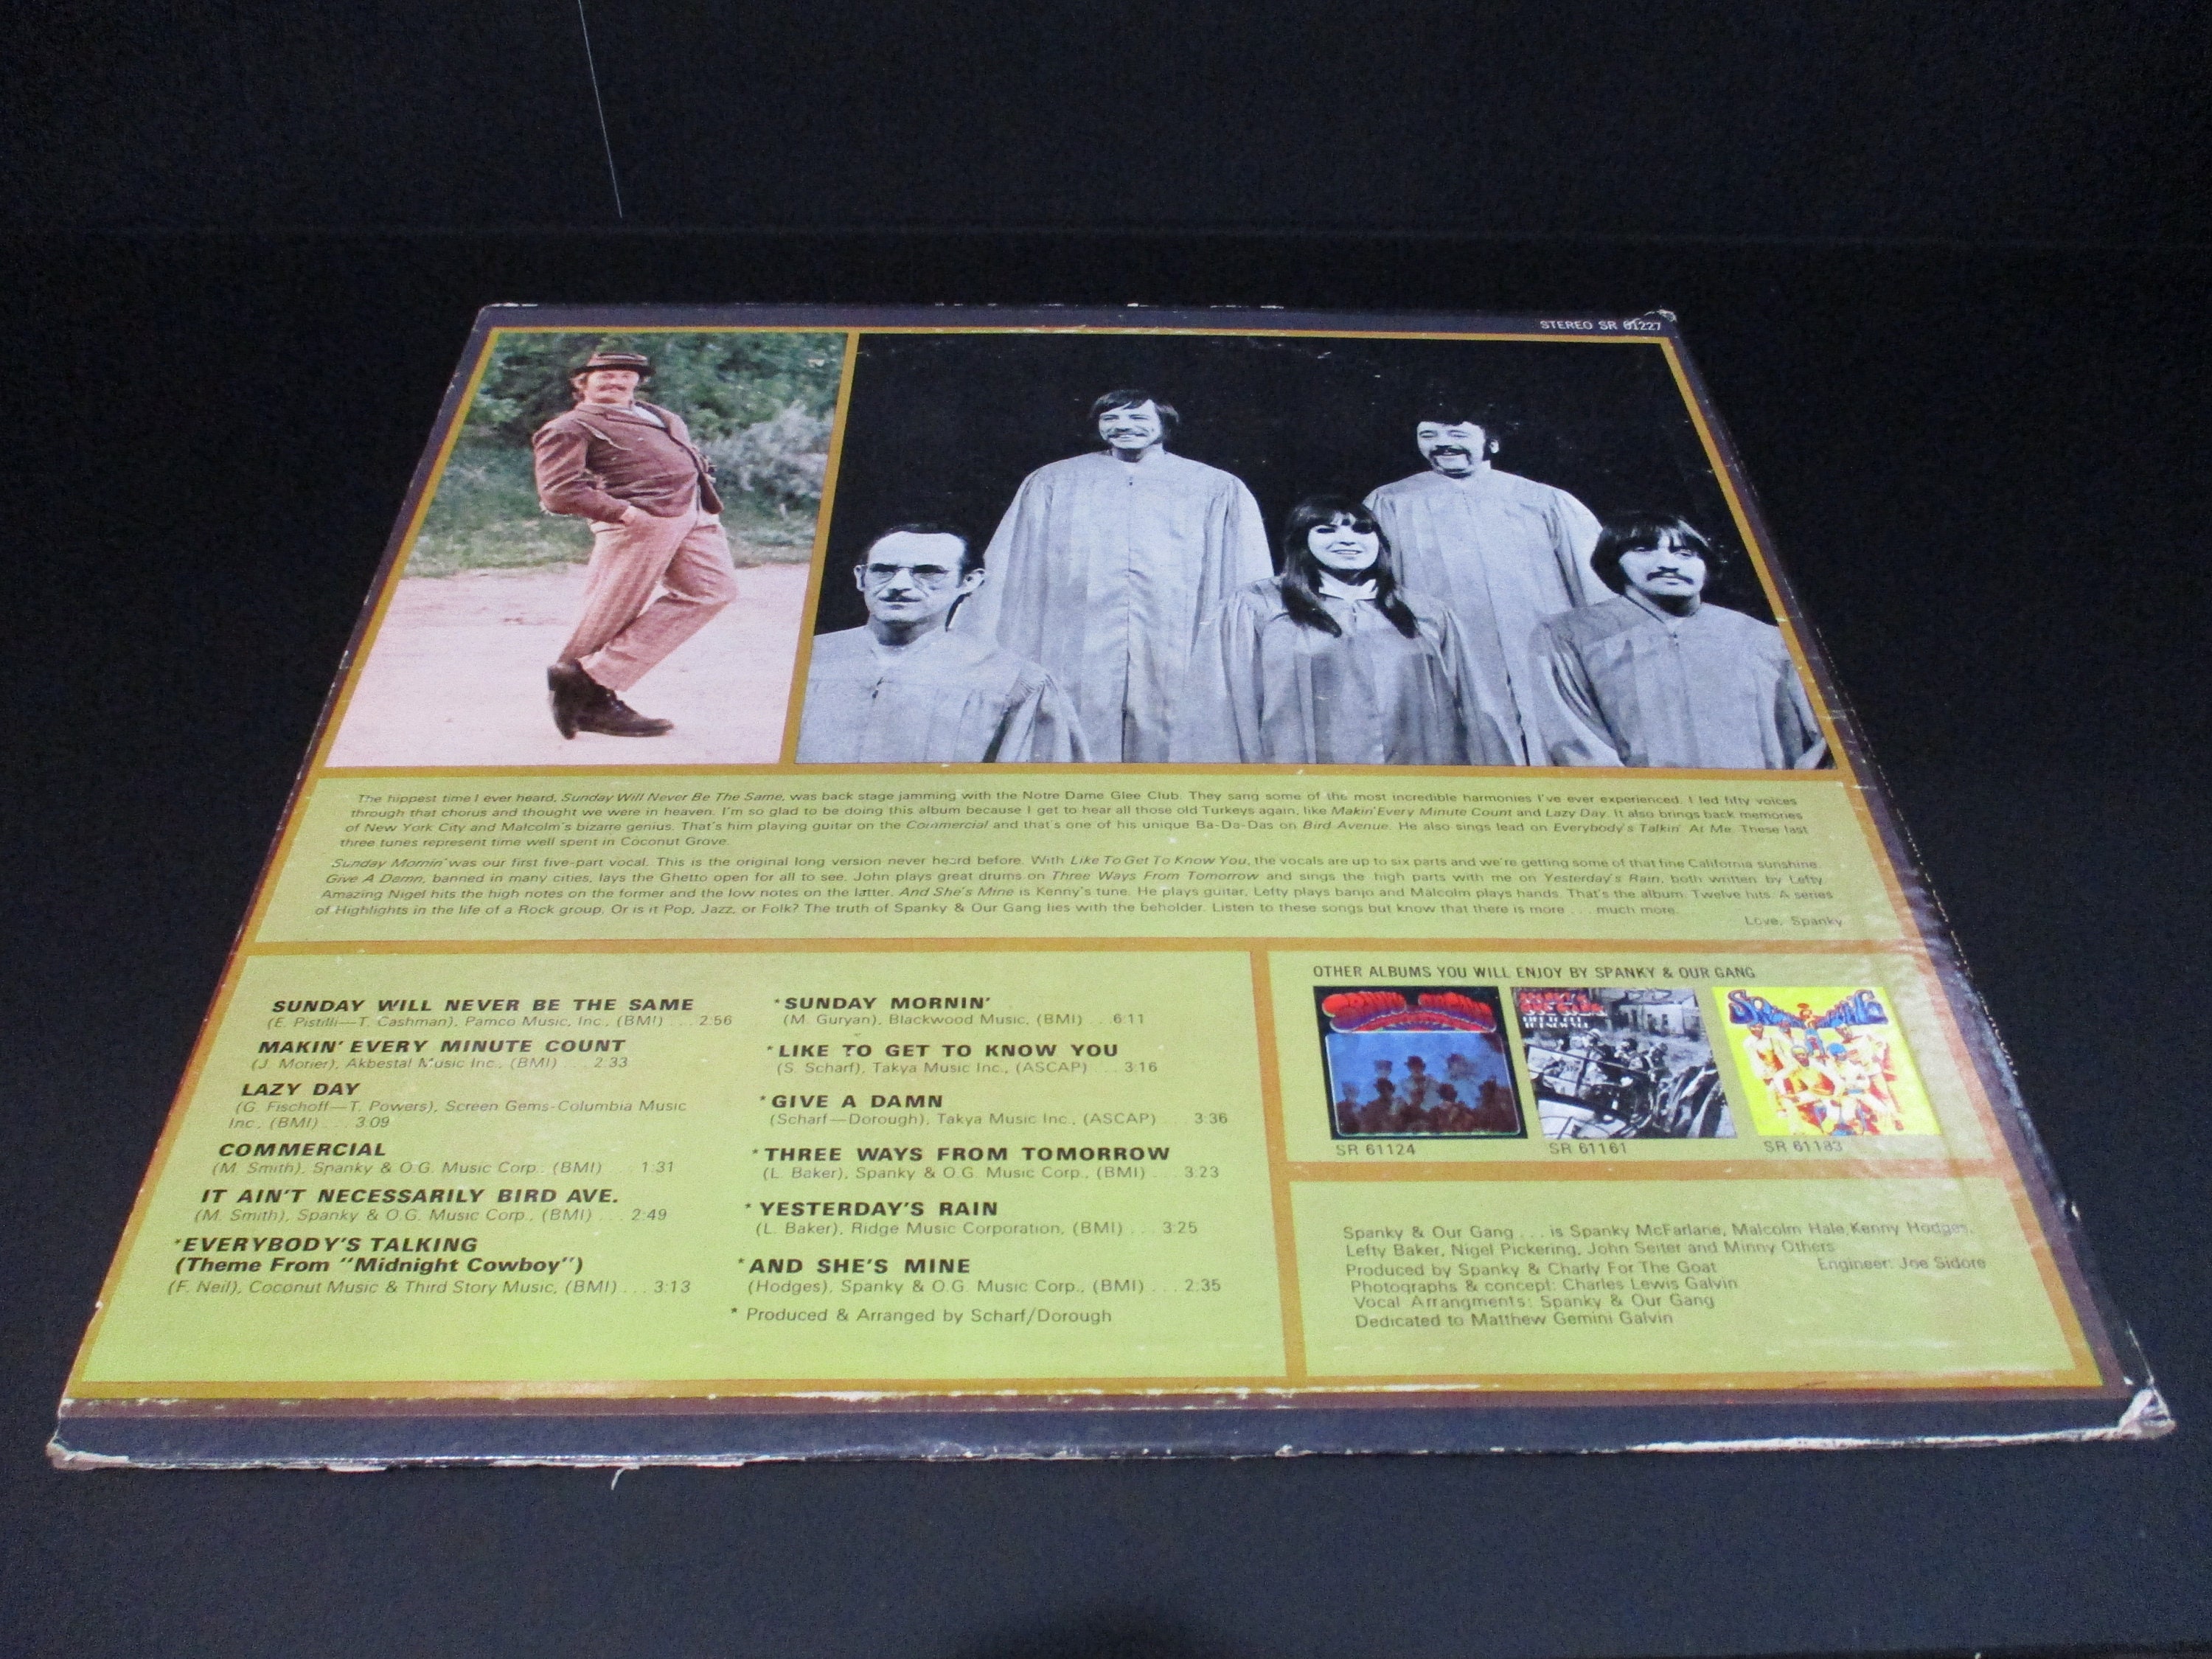 STEREO SR 61227
The hippest time I ever heard, Sunday Will Never Be The Same, was back stage jamming with the Notre Dame Glee Club. They sang some of the most incredible harmonies I've ever experienced. I led fifty voices
through that chorus and thought we were in heaven. I'm so glad to be doing this album because I get to hear all those old Turkeys again, like Makin' Every Minute Count and Lazy Day. It also brings back memories
of New York City and Malcolm's bizarre genius. That's him playing guitar on the Commercial and that's one of his unique Ba-Da-Das on Bird Avenue. He also sings lead on Everybody's Talkin' At Me. These last
three tunes represent time well spent in Coconut Grove.
Sunday Mornin' was our first five-part vocal. This is the original long version never heard before. With Like To Get To Know You, the vocals are up to six parts and we're getting some of that fine California sunshine.
Give A Damn, banned in many cities, lays the Ghetto open for all to see. John plays great drums on Three Ways From Tomorrow and sings the high parts with me on Yesterday's Rain, both written by Lefty.
Amazing Nigel hits the high notes on the former and the low notes on the latter. And She's Mine is Kenny's tune. He plays guitar, Lefty plays banjo and Malcolm plays hands. That's the album. Twelve hits. A series
of Highlights in the life of a Rock group. Or is it Pop, Jazz, or Folk? The truth of Spanky & Our Gang lies with the beholder. Listen to these songs but know that there is more . . . much more.
Love, Spanky
SUNDAY WILL NEVER BE THE SAME
(E. Pistilli—T. Cashman), Pamco Music, Inc., (BMI) . . . 2:56
MAKIN' EVERY MINUTE COUNT
(J. Morier), Akbestal Music Inc., (BMI) . . . 2:33
LAZY DAY
(G. Fischoff—T. Powers), Screen Gems-Columbia Music
Inc., (BMI) . . . 3:09
COMMERCIAL
(M. Smith), Spanky & O.G. Music Corp., (BMI) . . . 1:31
IT AIN'T NECESSARILY BIRD AVE.
(M. Smith), Spanky & O.G. Music Corp., (BMI) . . . 2:49
*EVERYBODY'S TALKING
(Theme From "Midnight Cowboy")
(F. Neil), Coconut Music & Third Story Music, (BMI) . . . 3:13
*SUNDAY MORNIN'
(M. Guryan), Blackwood Music, (BMI) . . . 6:11
*LIKE TO GET TO KNOW YOU
(S. Scharf), Takya Music Inc., (ASCAP) . . . 3:16
*GIVE A DAMN
(Scharf—Dorough), Takya Music Inc., (ASCAP) . . . 3:36
*THREE WAYS FROM TOMORROW
(L. Baker), Spanky & O.G. Music Corp., (BMI) . . . 3:23
*YESTERDAY'S RAIN
(L. Baker), Ridge Music Corporation, (BMI) . . . 3:25
*AND SHE'S MINE
(Hodges), Spanky & O.G. Music Corp., (BMI) . . . 2:35
* Produced & Arranged by Scharf/Dorough
OTHER ALBUMS YOU WILL ENJOY BY SPANKY & OUR GANG
SR 61124
SR 61161
SR 61183
Spanky & Our Gang . . . is Spanky McFarlane, Malcolm Hale, Kenny Hodges,
Lefty Baker, Nigel Pickering, John Seiter and Minny Others
Produced by Spanky & Charly For The Goat Engineer: Joe Sidore
Photographs & concept: Charles Lewis Galvin
Vocal Arrangments: Spanky & Our Gang
Dedicated to Matthew Gemini Galvin